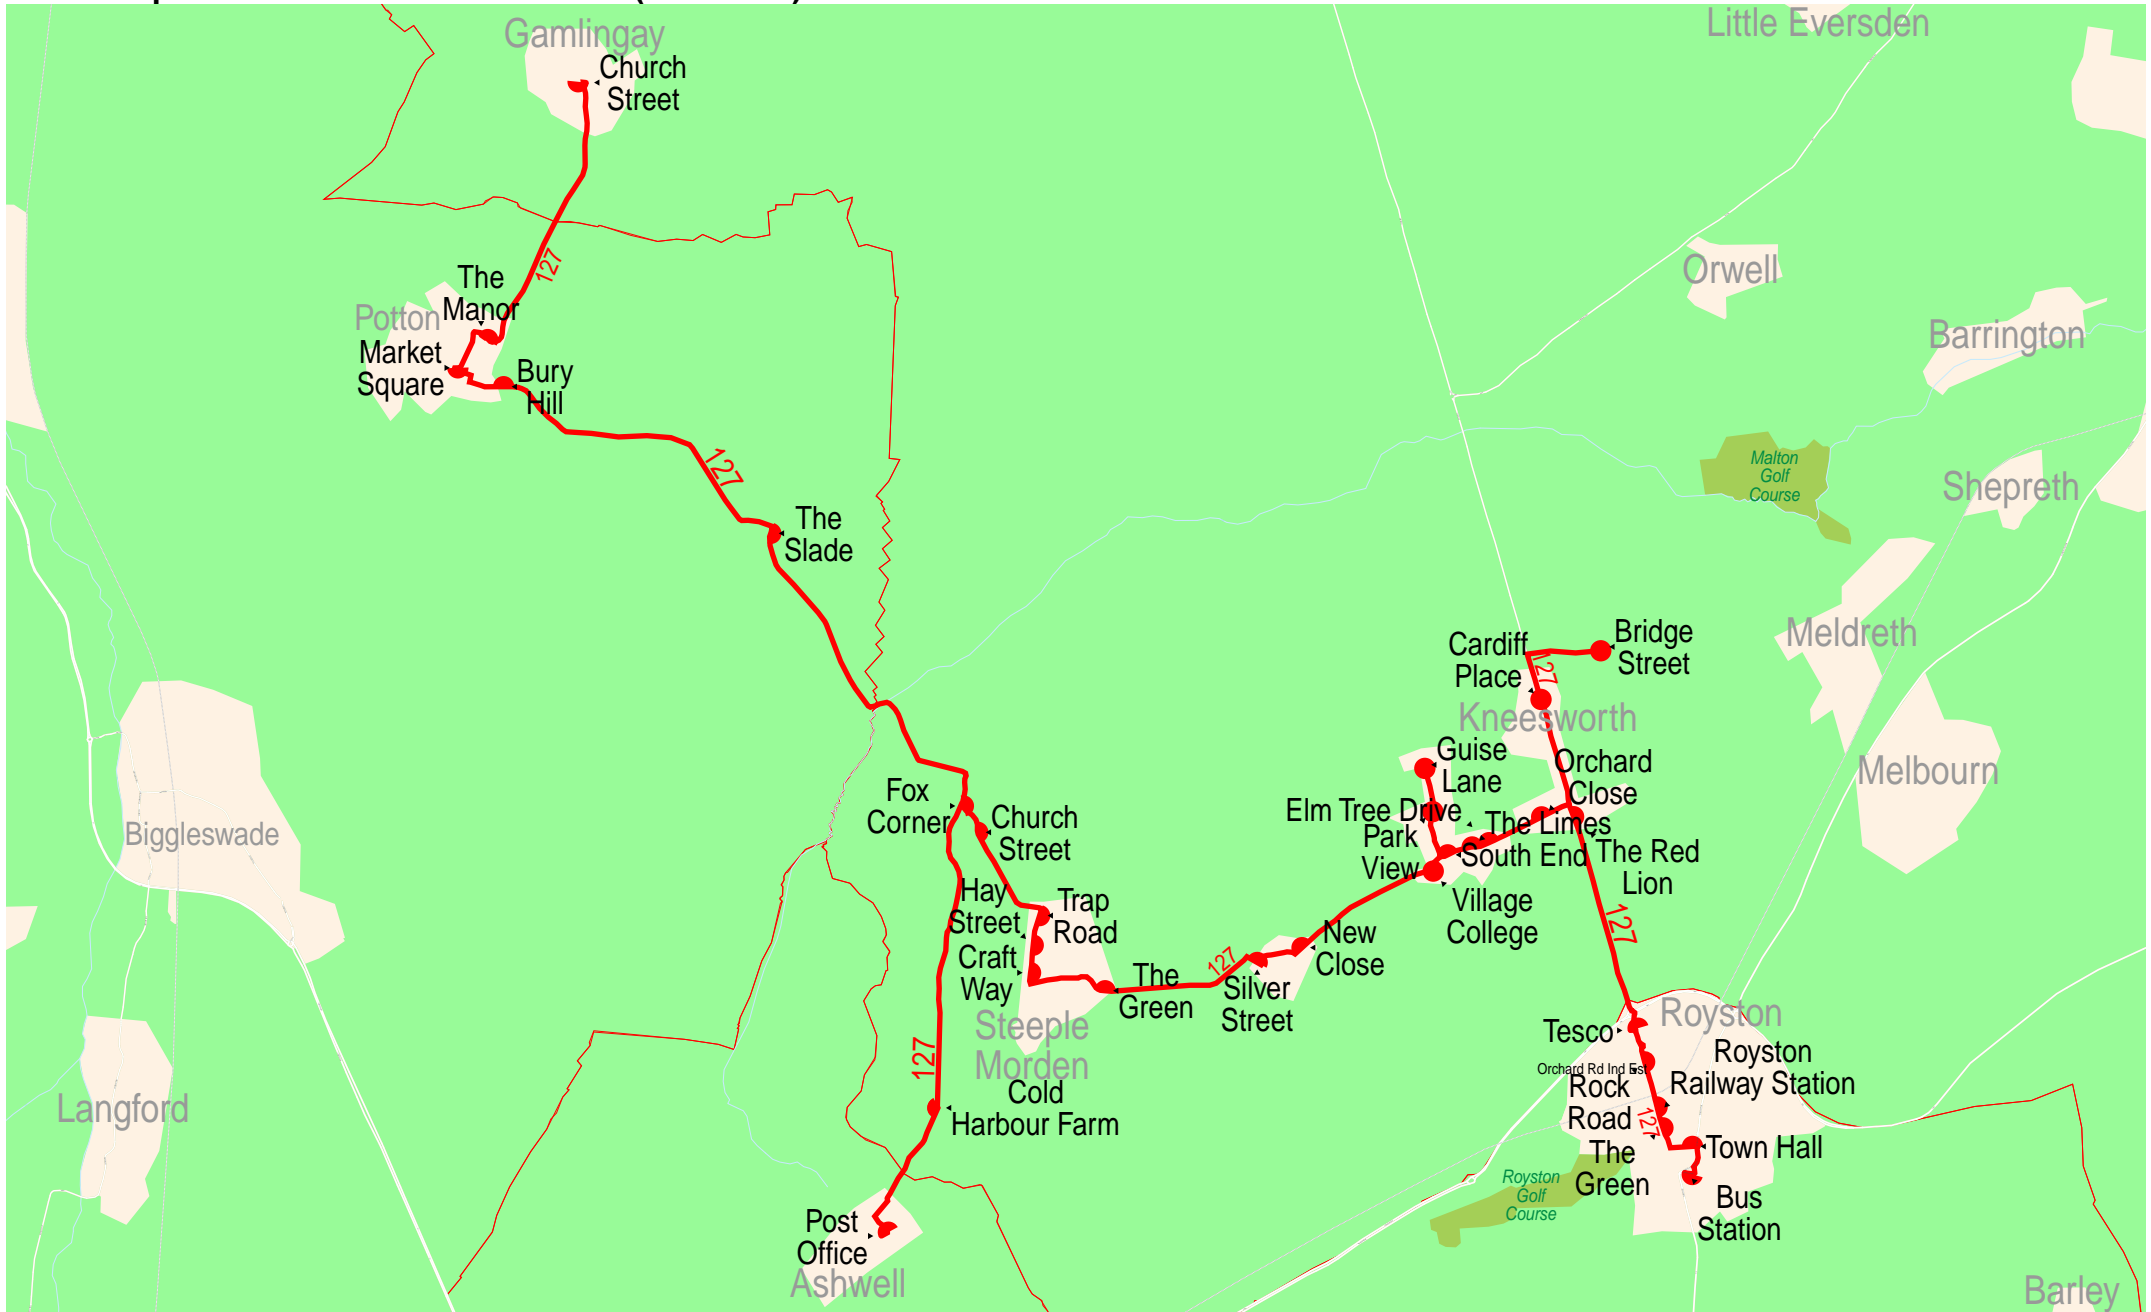 Gamlingay
Church
Street
Little Eversden
127
The
Manor
Potton
Market
Square
Bury
Hill
Orwell
Barrington
127
Malton
Golf
Course
Shepreth
The
Slade
Cardiff
Place
127
Bridge
Street
Meldreth
Kneesworth
Guise
Lane
Orchard
Close
Melbourn
Fox
Corner
Church
Street
Elm Tree Drive
Park
View
The Limes
South End
The Red
Lion
Biggleswade
Hay
Street
Trap
Road
Village
College
127
Craft
Way
The
Green
127
Silver
Street
New
Close
Steeple
Morden
127
Cold
Harbour Farm
Langford
Tesco
Royston
Orchard Rd Ind Est
Royston
Railway Station
Rock
Road
127
The
Green
Town Hall
Royston
Golf
Course
Bus
Station
Post
Office
Ashwell
Barley